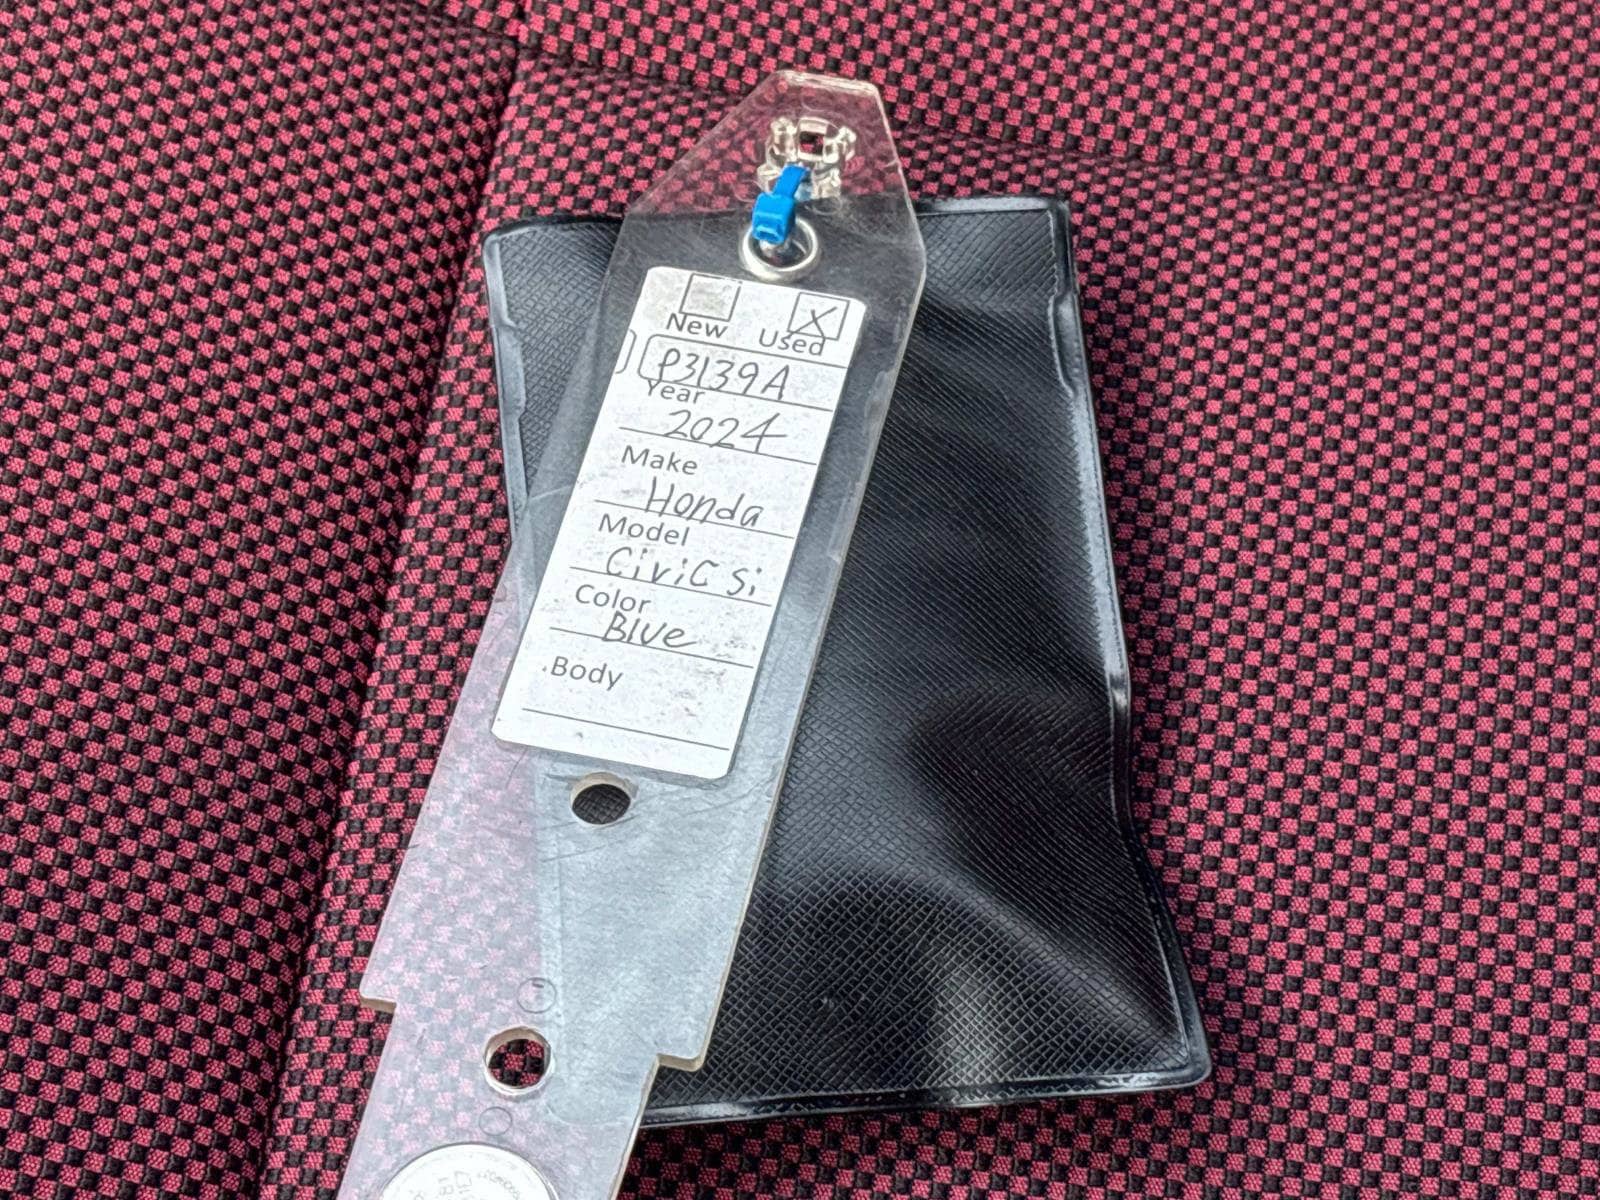 X
New Used
P3139A
Year
2024
Make
Honda
Model
Civic Si
Color
Blue
Body